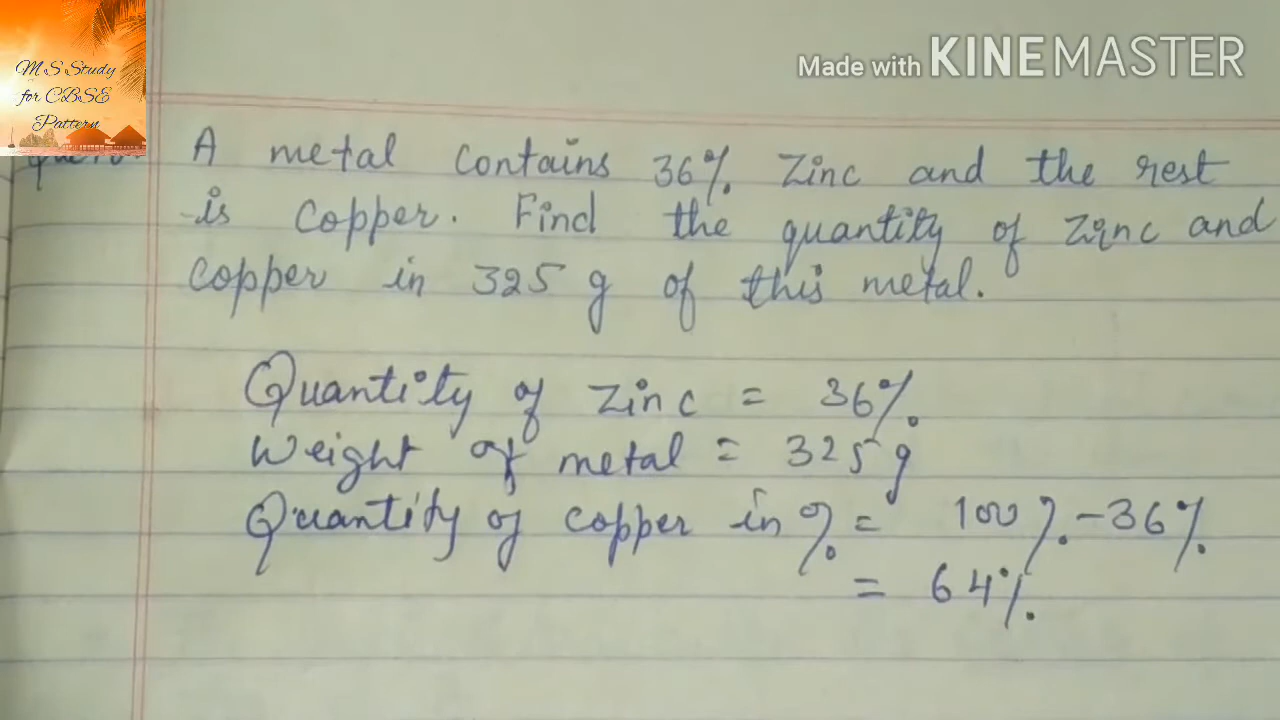 M.S Study
for C.B.S.E
Pattern
Made with KINEMASTER
A metal contains 36% Zinc and the rest
is copper. Find the quantity of Zinc and
copper in 325 g of this metal.
Quantity of Zinc = 36%
Weight of metal = 325 g
Quantity of copper in % = 100% - 36%
= 64%